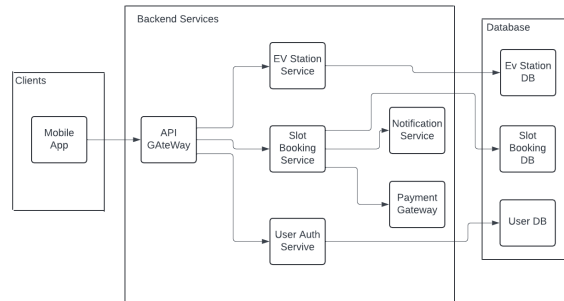 Backend Services
Database
Clients
EV Station
Service
Ev Station
DB
Mobile
App
API
GAteWay
Slot
Booking
Service
Notification
Service
Slot
Booking
DB
Payment
Gateway
User Auth
Servive
User DB